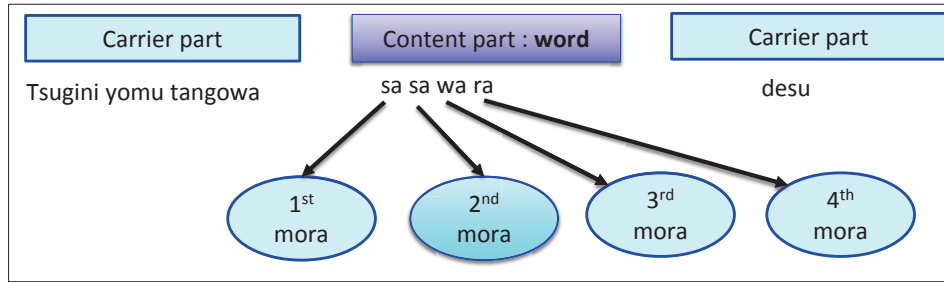 Carrier part
Content part : word
Carrier part
Tsugini yomu tangowa
sa sa wa ra
desu
1st
mora
2nd
mora
3rd
mora
4th
mora